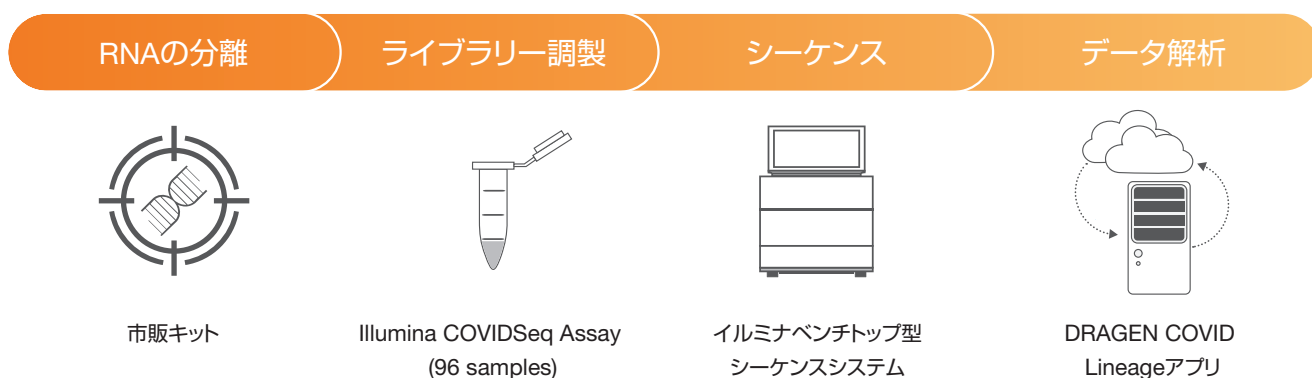 RNAの分離
ライブラリー調製
シーケンス
データ解析
市販キット
Illumina COVIDSeq Assay
(96 samples)
イルミナベンチトップ型
シーケンスシステム
DRAGEN COVID
Lineageアプリ